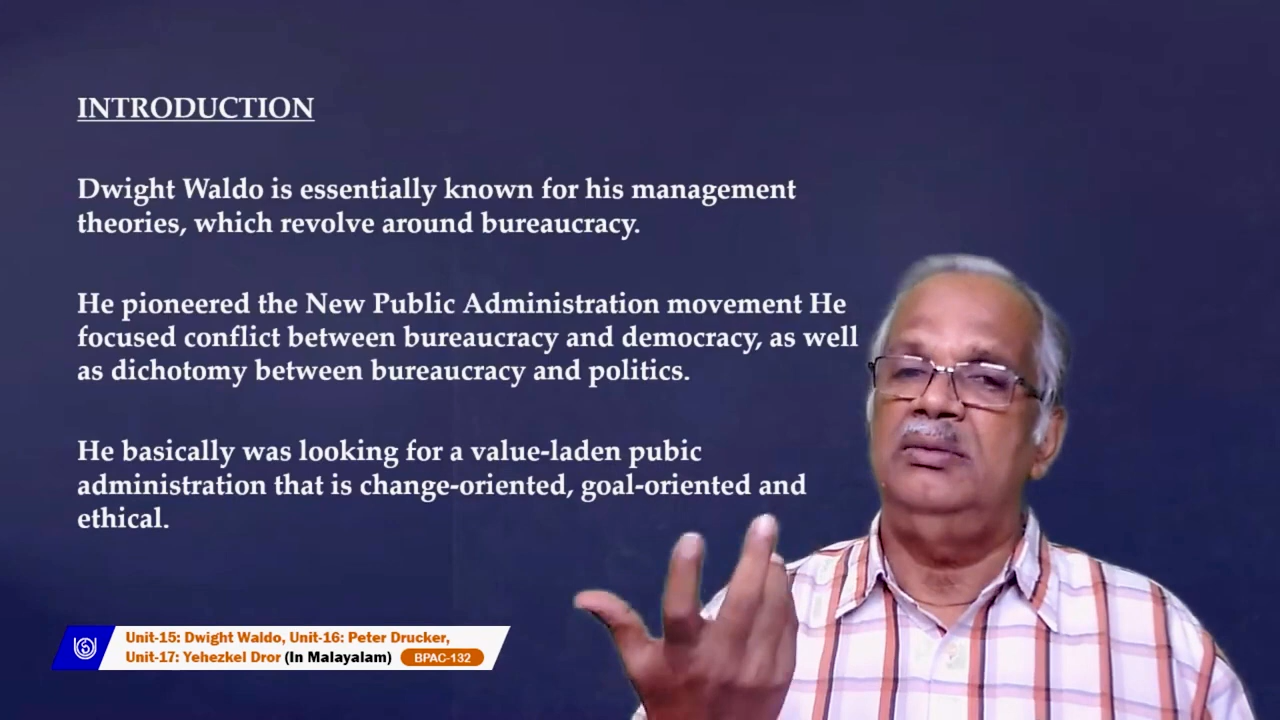 INTRODUCTION
Dwight Waldo is essentially known for his management
theories, which revolve around bureaucracy.
He pioneered the New Public Administration movement He
focused conflict between bureaucracy and democracy, as well
as dichotomy between bureaucracy and politics.
He basically was looking for a value-laden pubic
administration that is change-oriented, goal-oriented and
ethical.
Unit-15: Dwight Waldo, Unit-16: Peter Drucker,
Unit-17: Yehezkel Dror (In Malayalam) BPAC-132